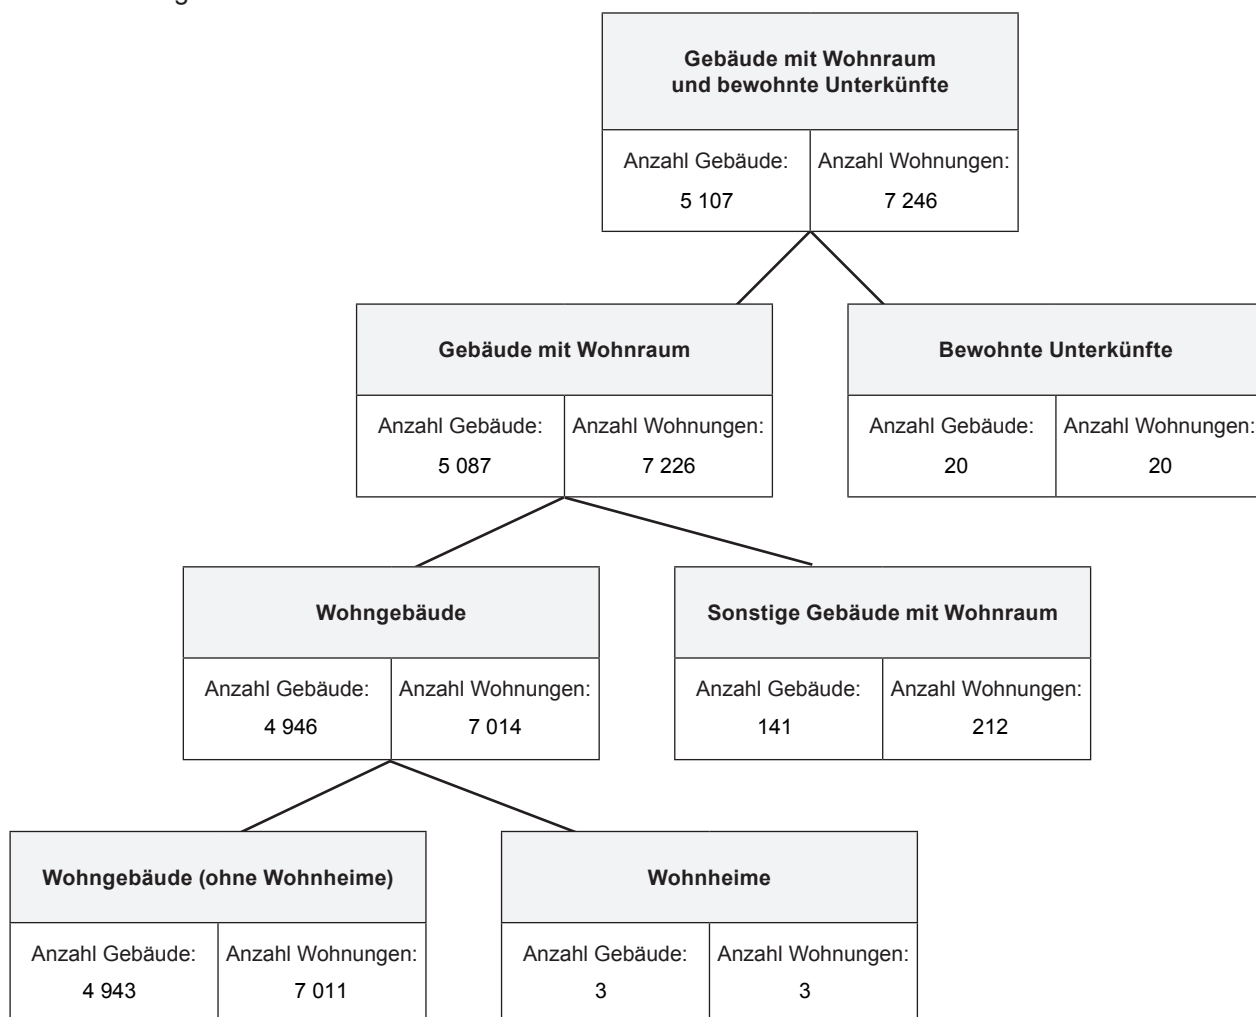 Gebäude mit Wohnraum
und bewohnte Unterkünfte
Anzahl Gebäude: Anzahl Wohnungen:
5 107 7 246
Gebäude mit Wohnraum
Bewohnte Unterkünfte
Anzahl Gebäude: Anzahl Wohnungen:
5 087 7 226
Anzahl Gebäude: Anzahl Wohnungen:
20 20
Wohngebäude
Sonstige Gebäude mit Wohnraum
Anzahl Gebäude: Anzahl Wohnungen:
4 946 7 014
Anzahl Gebäude: Anzahl Wohnungen:
141 212
Wohngebäude (ohne Wohnheime)
Wohnheime
Anzahl Gebäude: Anzahl Wohnungen:
4 943 7 011
Anzahl Gebäude: Anzahl Wohnungen:
3 3